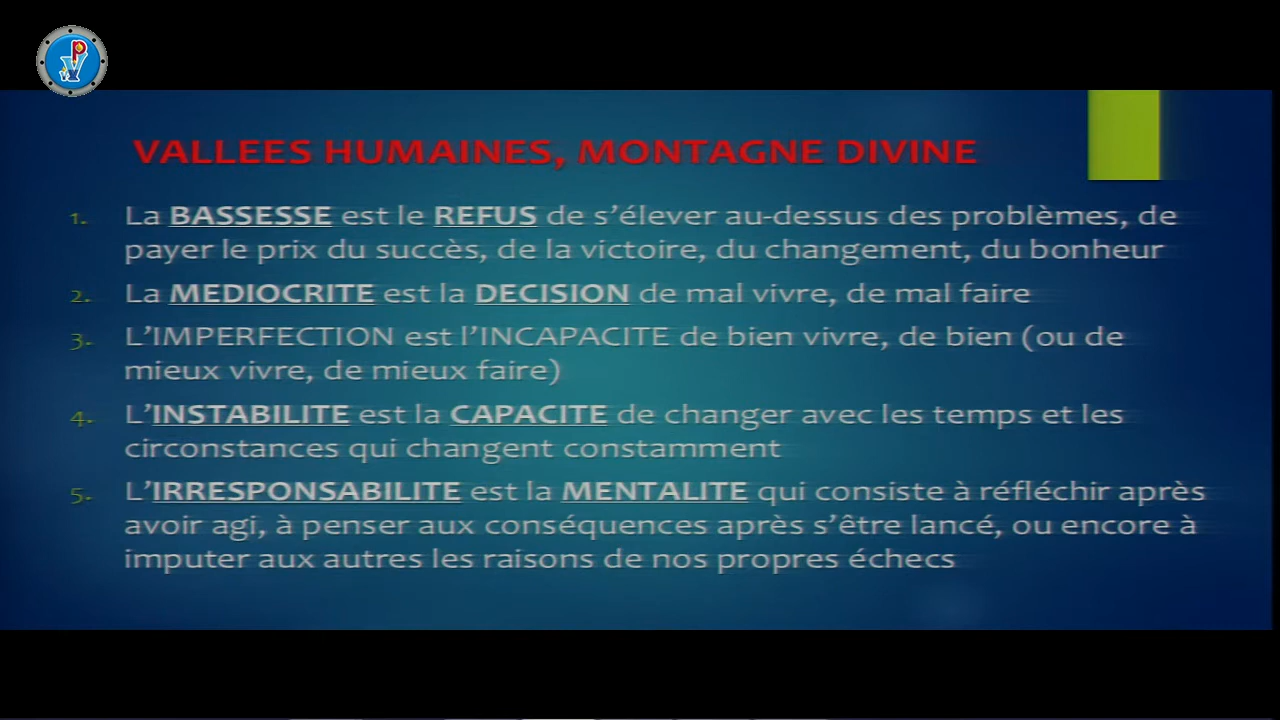 VALLEES HUMAINES, MONTAGNE DIVINE
1. La BASSESSE est le REFUS de s’élever au-dessus des problèmes, de
payer le prix du succès, de la victoire, du changement, du bonheur
2. La MEDIOCRITE est la DECISION de mal vivre, de mal faire
3. L’IMPERFECTION est l’INCAPACITE de bien vivre, de bien (ou de
mieux vivre, de mieux faire)
4. L’INSTABILITE est la CAPACITE de changer avec les temps et les
circonstances qui changent constamment
5. L’IRRESPONSABILITE est la MENTALITE qui consiste à réfléchir après
avoir agi, à penser aux conséquences après s’être lancé, ou encore à
imputer aux autres les raisons de nos propres échecs